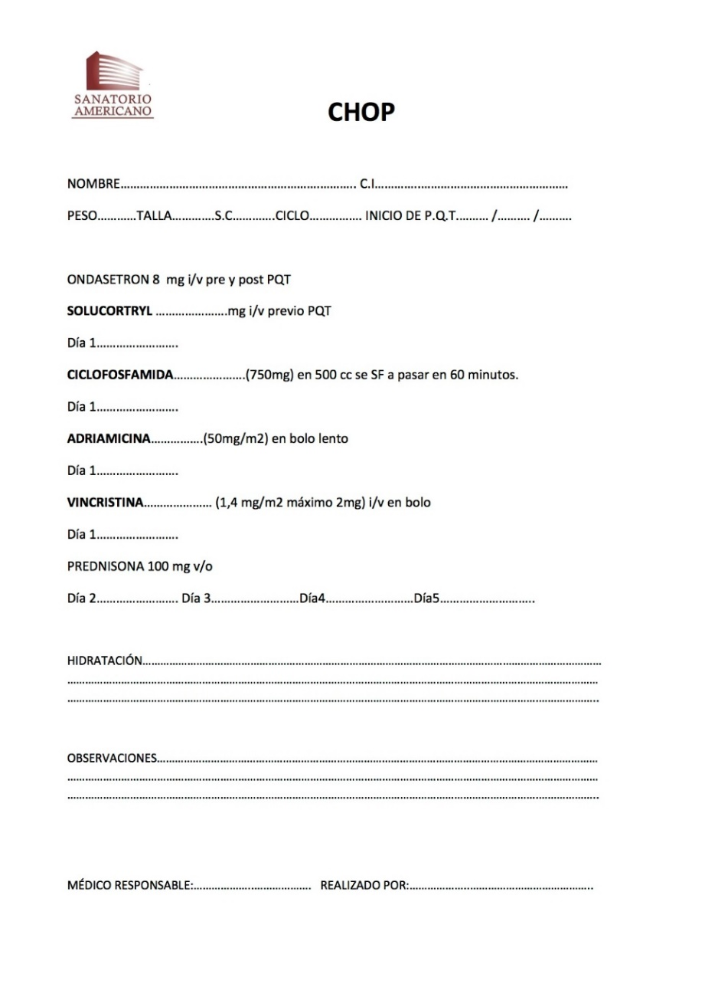 SANATORIO
AMERICANO
CHOP
NOMBRE.................................................................. C.I............................................................
PESO............TALLA.............S.C.............CICLO................ INICIO DE P.Q.T.......... /.......... /..........
ONDASETRON 8  mg i/v pre y post PQT
SOLUCORTRYL ......................mg i/v previo PQT
Día 1.........................
CICLOFOSFAMIDA......................(750mg) en 500 cc se SF a pasar en 60 minutos.
Día 1.........................
ADRIAMICINA................(50mg/m2) en bolo lento
Día 1.........................
VINCRISTINA..................... (1,4 mg/m2 máximo 2mg) i/v en bolo
Día 1.........................
PREDNISONA 100 mg v/o
Día 2......................... Día 3...........................Día4...........................Día5.............................
HIDRATACIÓN..............................................................................................................................
..................................................................................................................................................
..................................................................................................................................................
OBSERVACIONES.........................................................................................................................
..................................................................................................................................................
..................................................................................................................................................
MÉDICO RESPONSABLE:.................................... REALIZADO POR:.........................................................